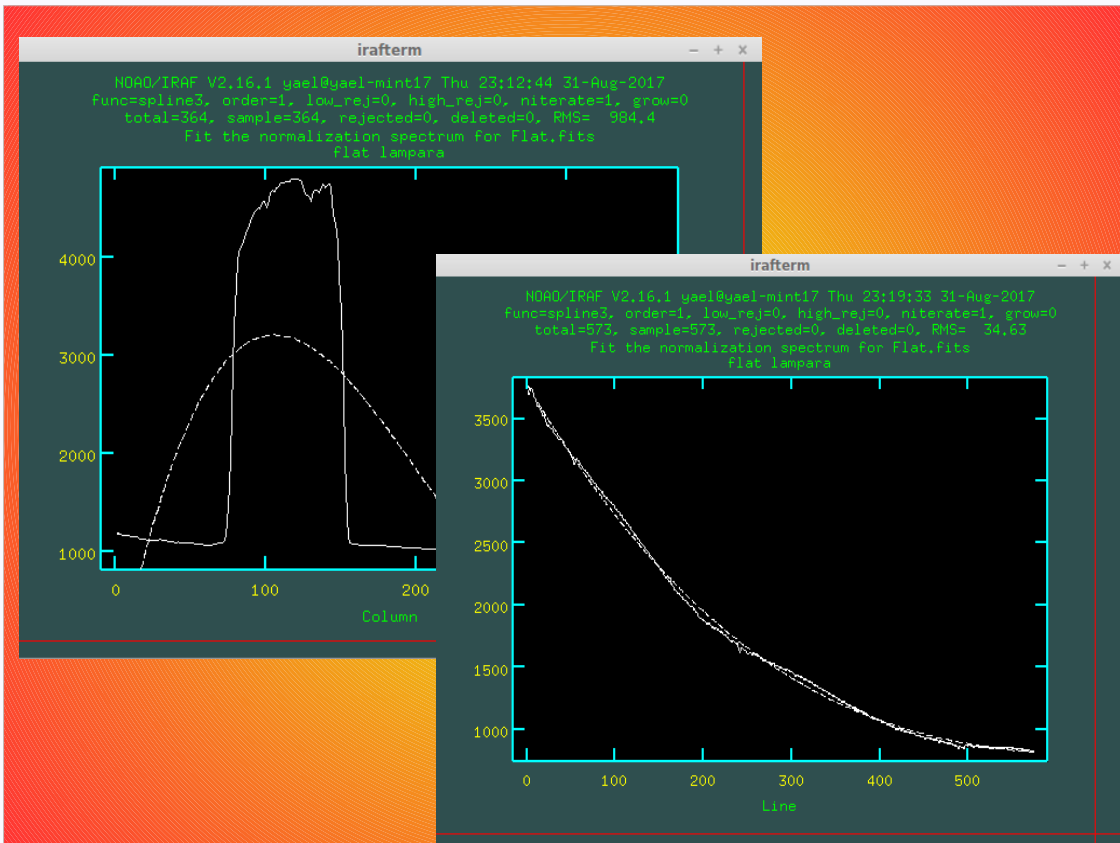 irafterm
NOAO/IRAF V2.16.1 yael@yael-mint17 Thu 23:12:44 31-Aug-2017
func=spline3, order=1, low_rej=0, high_rej=0, niterate=1, grow=0
total=364, sample=364, rejected=0, deleted=0, RMS= 984.4
Fit the normalization spectrum for Flat.fits
flat lampara
4000
3000
2000
1000
0 100 200
Column
irafterm
NOAO/IRAF V2.16.1 yael@yael-mint17 Thu 23:19:33 31-Aug-2017
func=spline3, order=1, low_rej=0, high_rej=0, niterate=1, grow=0
total=573, sample=573, rejected=0, deleted=0, RMS= 34.63
Fit the normalization spectrum for Flat.fits
flat lampara
3500
3000
2500
2000
1500
1000
0 100 200 300 400 500
Line